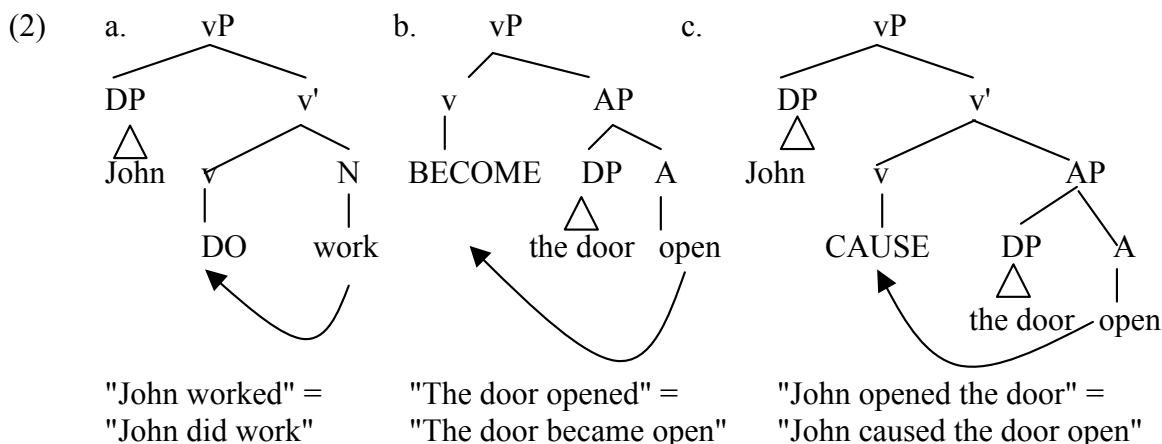 (2) a. vP b. vP c. vP
DP v' v AP DP v'
John v N BECOME DP A John v AP
DO work the door open CAUSE DP A
the door open
"John worked" = "The door opened" = "John opened the door" =
"John did work" "The door became open" "John caused the door open"